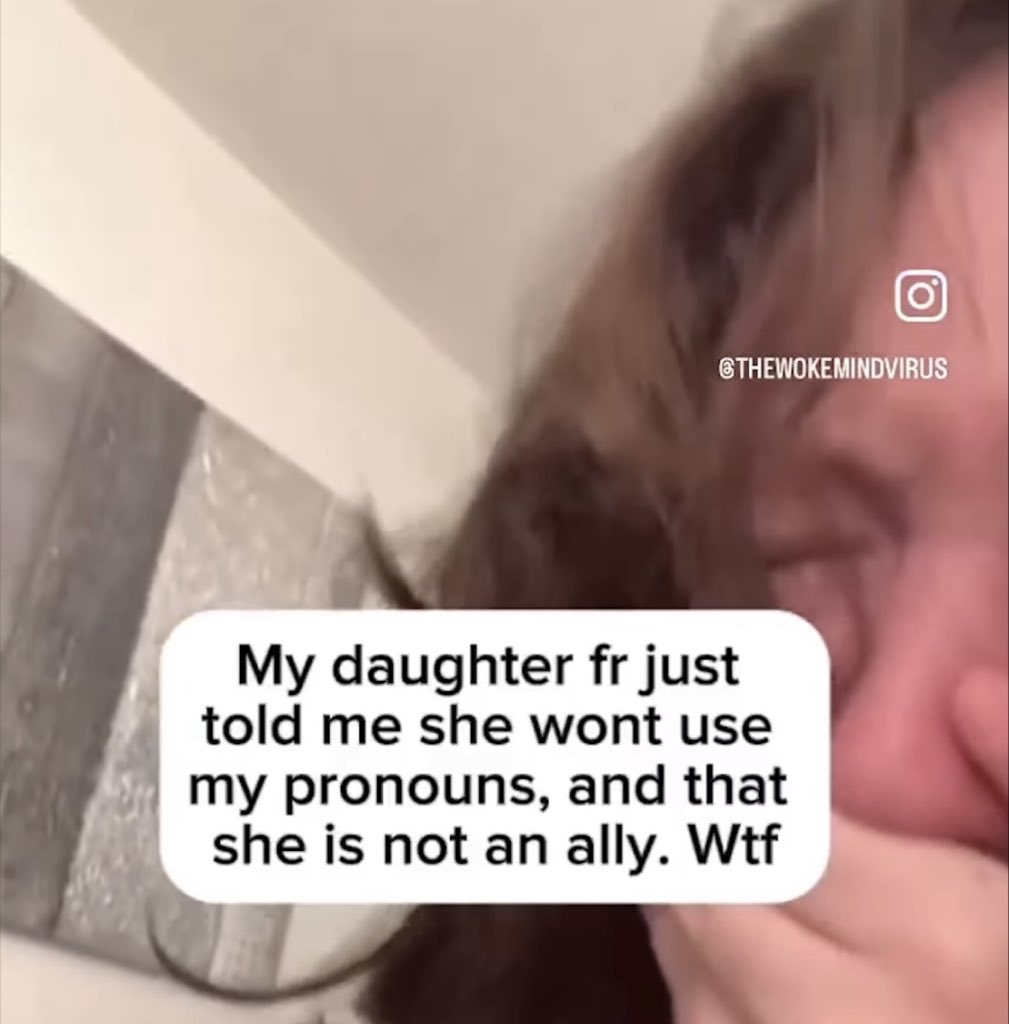 @THEWOKEMINDVIRUS
My daughter fr just
told me she wont use
my pronouns, and that
she is not an ally. Wtf